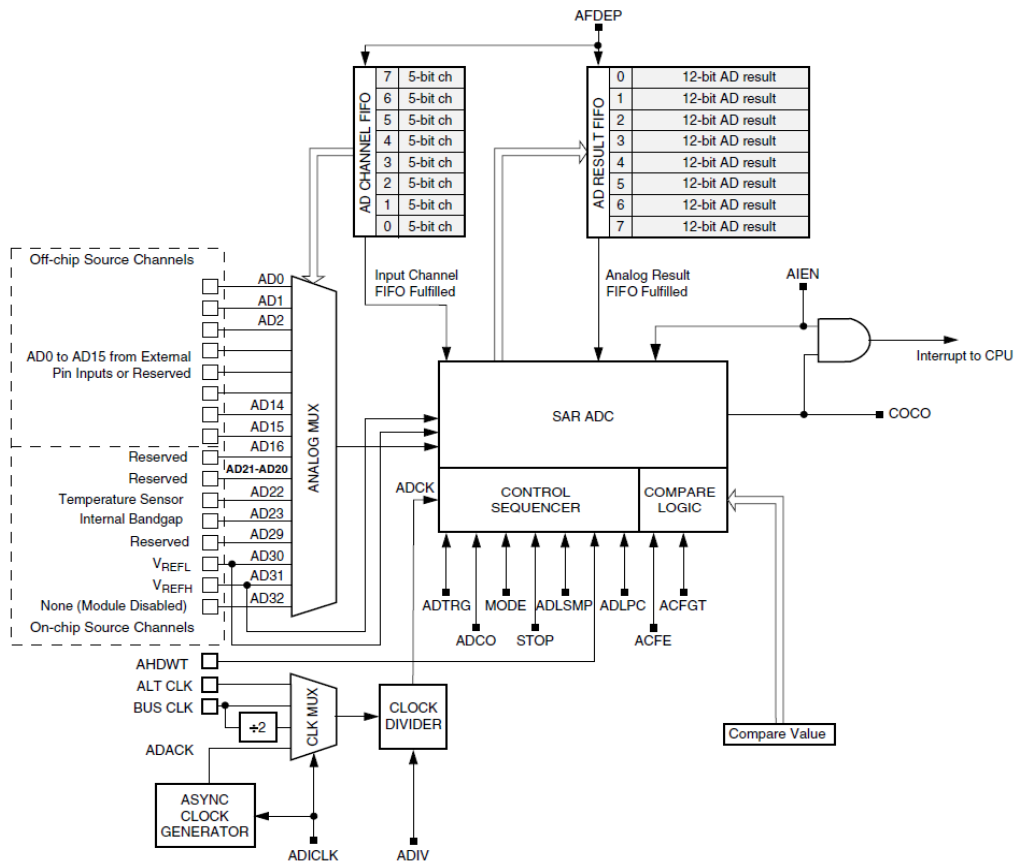 AFDEP
AD CHANNEL FIFO
7 5-bit ch
6 5-bit ch
5 5-bit ch
4 5-bit ch
3 5-bit ch
2 5-bit ch
1 5-bit ch
0 5-bit ch
AD RESULT FIFO
0 12-bit AD result
1 12-bit AD result
2 12-bit AD result
3 12-bit AD result
4 12-bit AD result
5 12-bit AD result
6 12-bit AD result
7 12-bit AD result
Input Channel
FIFO Fulfilled
Analog Result
FIFO Fulfilled
AIEN
Interrupt to CPU
COCO
Off-chip Source Channels
AD0
AD1
AD2
AD0 to AD15 from External
Pin Inputs or Reserved
AD14
AD15
Reserved AD16
Reserved AD21-AD20
Temperature Sensor AD22
Internal Bandgap AD23
Reserved AD29
VREFL AD30
VREFH AD31
None (Module Disabled) AD32
On-chip Source Channels
ANALOG MUX
SAR ADC
ADCK
CONTROL
SEQUENCER
COMPARE
LOGIC
ADTRG MODE ADLSMP ADLPC ACFGT
ADCO STOP ACFE
AHDWT
ALT CLK
BUS CLK
÷2
ADACK
CLK MUX
CLOCK
DIVIDER
Compare Value
ASYNC
CLOCK
GENERATOR
ADICLK
ADIV